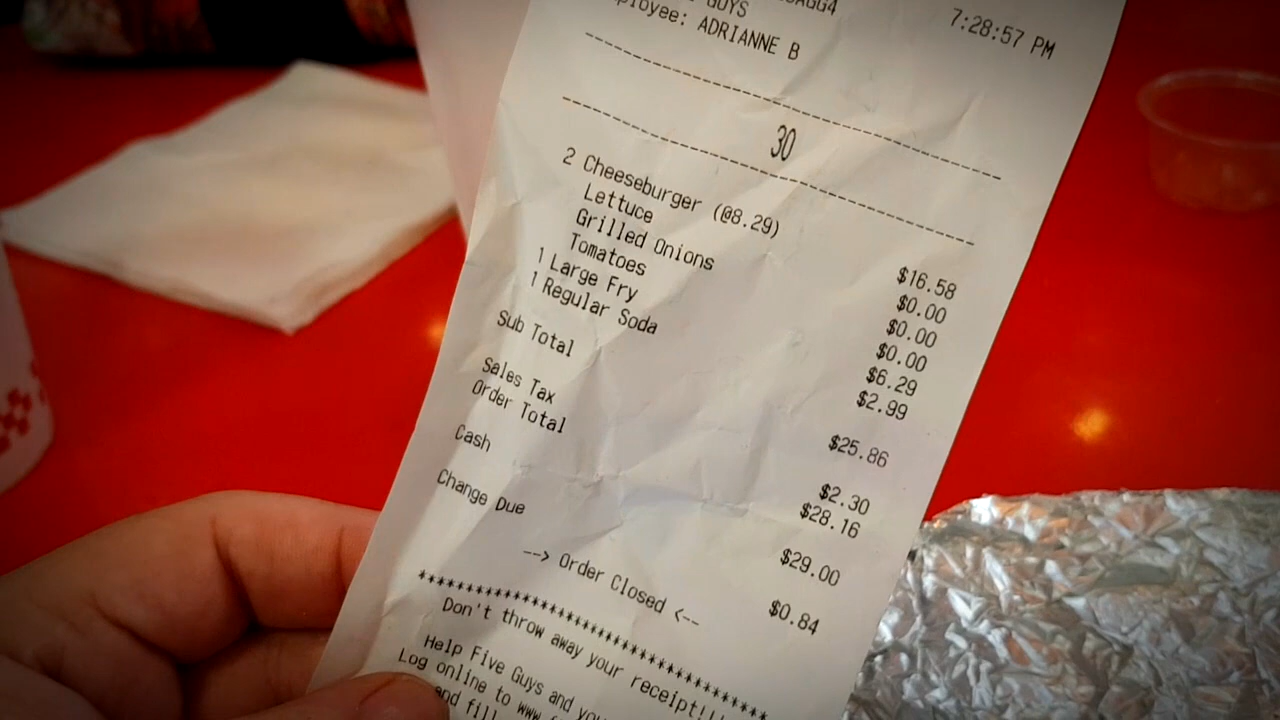 GUYS
7:28:57 PM
ployee: ADRIANNE B
30
2 Cheeseburger (@8.29) $16.58
Lettuce $0.00
Grilled Onions $0.00
Tomatoes $0.00
1 Large Fry $6.29
1 Regular Soda $2.99
Sub Total $25.86
Sales Tax $2.30
Order Total $28.16
Cash $29.00
Change Due $0.84
--> Order Closed <--
****************************************
Don't throw away your receipt!!!
Help Five Guys and you
Log online to www
and fill